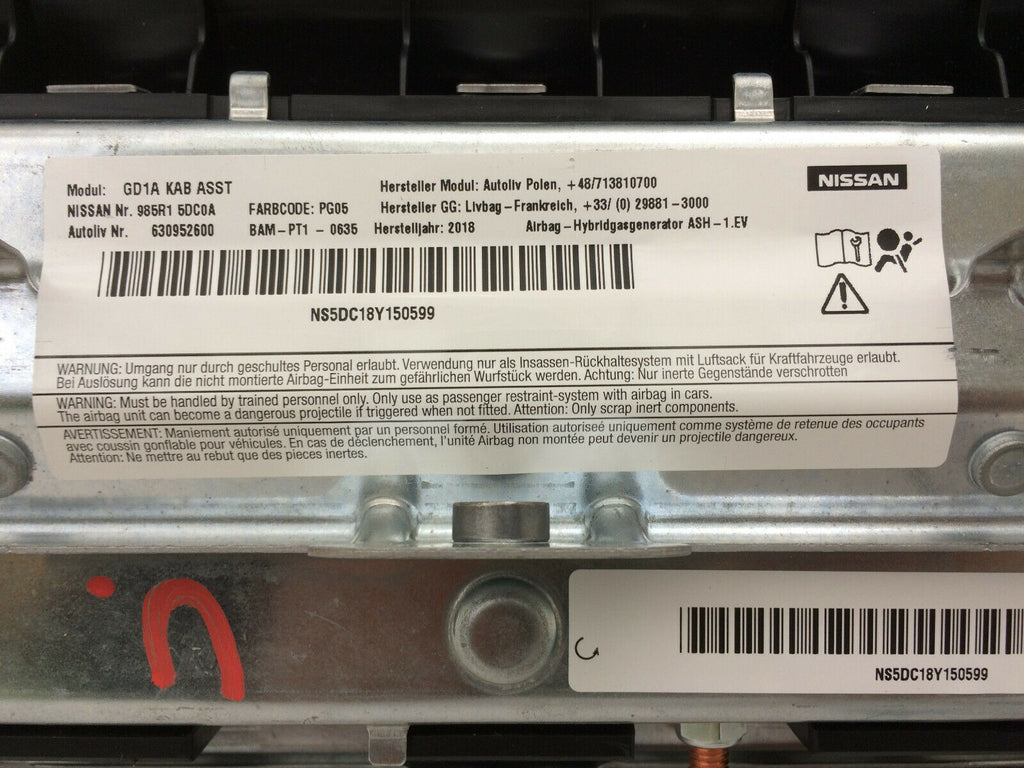 Modul: GD1A KAB ASST
Hersteller Modul: Autoliv Polen, +48/713810700
NISSAN
NISSAN Nr. 985R1 5DC0A FARBCODE: PG05 Hersteller GG: Livbag-Frankreich, +33/ (0) 29881-3000
Autoliv Nr. 630952600 BAM-PT1 - 0635 Herstelljahr: 2018 Airbag-Hybridgasgenerator ASH-1.EV
NS5DC18Y150599
WARNUNG: Umgang nur durch geschultes Personal erlaubt. Verwendung nur als Insassen-Rückhaltesystem mit Luftsack für Kraftfahrzeuge erlaubt.
Bei Auslösung kann die nicht montierte Airbag-Einheit zum gefährlichen Wurfstück werden. Achtung: Nur inerte Gegenstände verschrotten
WARNING: Must be handled by trained personnel only. Only use as passenger restraint-system with airbag in cars.
The airbag unit can become a dangerous projectile if triggered when not fitted. Attention: Only scrap inert components.
AVERTISSEMENT: Maniement autorisé uniquement par un personnel formé. Utilisation autoriseé uniquement comme système de retenue des occupants
avec coussin gonflable pour véhicules. En cas de déclenchement, l'unité Airbag non montée peut devenir un projectile dangereux.
Attention: Ne mettre au rebut que des pieces inertes.
NS5DC18Y150599